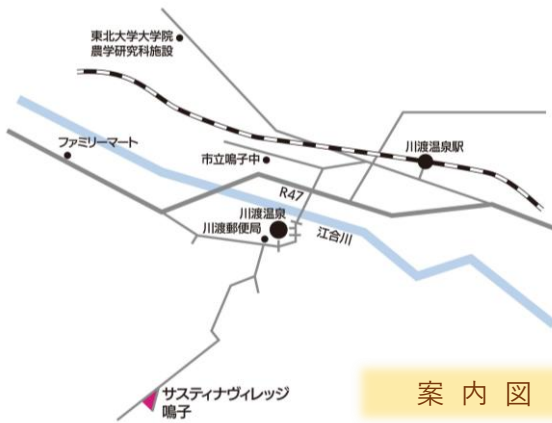 東北大学大学院
農学研究科施設
ファミリーマート
市立鳴子中
川渡温泉駅
R47
川渡温泉
川渡郵便局
江合川
サスティナヴィレッジ
鳴子
案内図